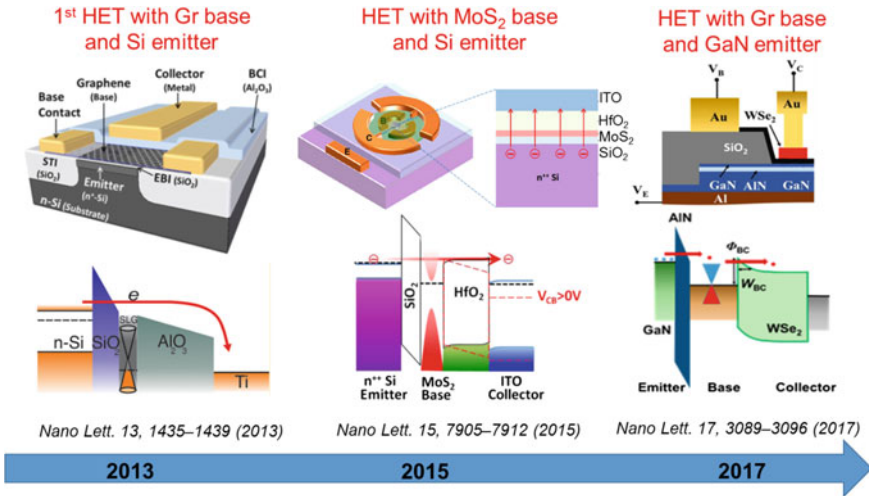 1st HET with Gr base
and Si emitter
Graphene
(Base)
Collector
(Metal)
BCI
(Al2O3)
Base
Contact
STI
(SiO2)
Emitter
(n+-Si)
EBI (SiO2)
n-Si (Substrate)
e
SLG
n-Si
SiO2
Al2O3
Ti
Nano Lett. 13, 1435–1439 (2013)
HET with MoS2 base
and Si emitter
B
C
E
ITO
HfO2
MoS2
SiO2
n++ Si
SiO2
HfO2
VCB>0V
n++ Si
Emitter
MoS2
Base
ITO
Collector
Nano Lett. 15, 7905–7912 (2015)
HET with Gr base
and GaN emitter
VB
VC
Au
WSe2
Au
SiO2
GaN
AlN
GaN
VE
Al
AlN
ΦBC
WBC
GaN
WSe2
Emitter
Base
Collector
Nano Lett. 17, 3089–3096 (2017)
2013
2015
2017